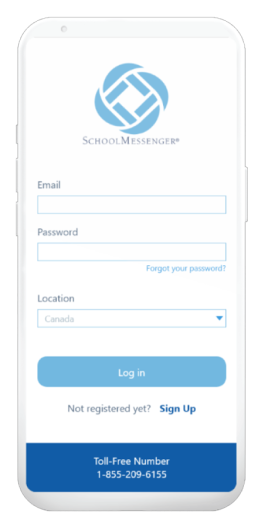 SCHOOLMESSENGER®
Email
Password
Forgot your password?
Location
Canada
Log in
Not registered yet? Sign Up
Toll-Free Number
1-855-209-6155